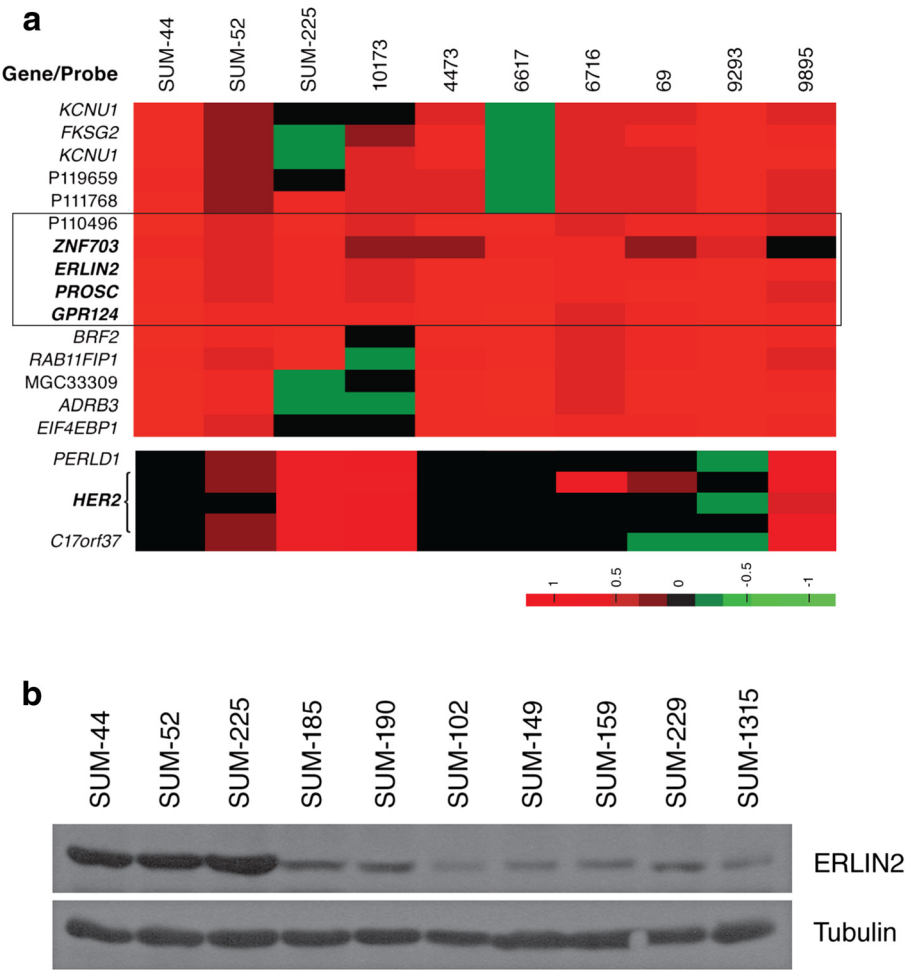 a
Gene/Probe SUM-44 SUM-52 SUM-225 10173 4473 6617 6716 69 9293 9895
KCNU1
FKSG2
KCNU1
P119659
P111768
P110496
ZNF703
ERLIN2
PROSC
GPR124
BRF2
RAB11FIP1
MGC33309
ADRB3
EIF4EBP1
PERLD1
HER2
C17orf37
1 0.5 0 -0.5 -1
b
SUM-44 SUM-52 SUM-225 SUM-185 SUM-190 SUM-102 SUM-149 SUM-159 SUM-229 SUM-1315
ERLIN2
Tubulin